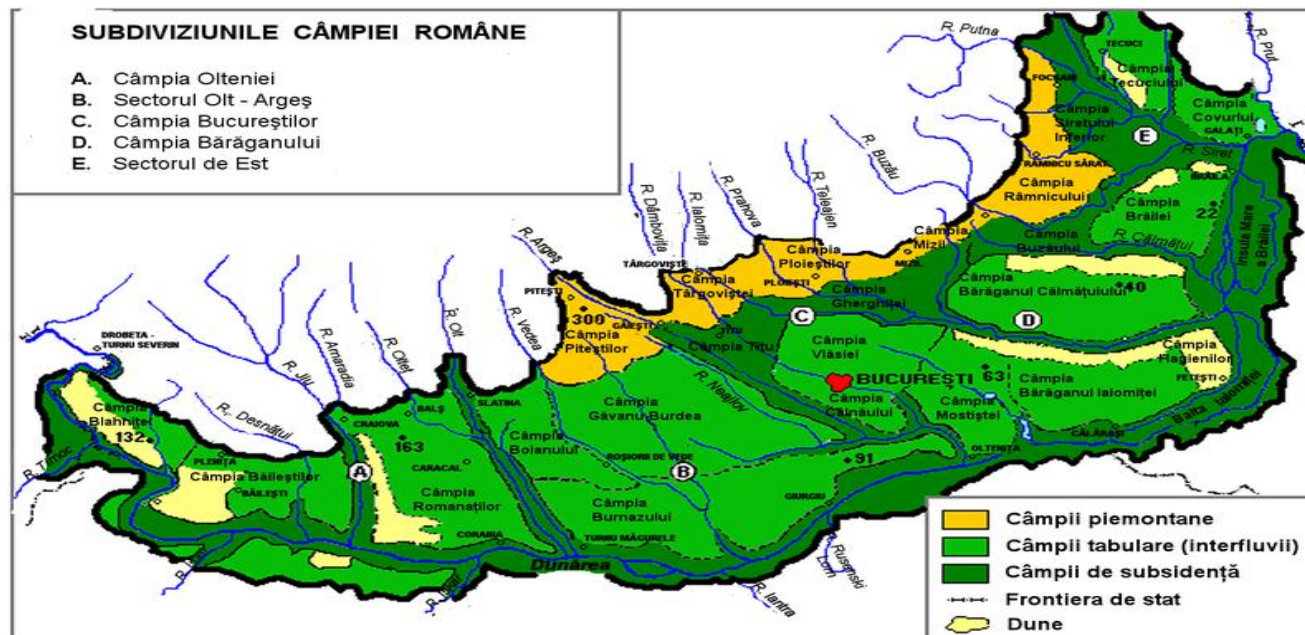 SUBDIVIZIUNILE CÂMPIEI ROMÂNE
A. Câmpia Olteniei
B. Sectorul Olt - Argeş
C. Câmpia Bucureştilor
D. Câmpia Bărăganului
E. Sectorul de Est
R. Putna
TECUCI
R. Prut
FOCŞANI
Câmpia
Tecuciului
Câmpia
Siretului
Inferior
Câmpia
Covurlui
GALAŢI
E
R. Siret
R. Buzău
RÂMNICU SĂRAT
BRĂILA
Câmpia
Râmnicului
Câmpia
Brăilei
22
R. Dâmboviţa
R. Ialomiţa
R. Prahova
R. Teleajen
R. Argeş
Câmpia
Mizil
MIZIL
Câmpia
Buzăului
R. Călmăţui
Insula Mare
a Brăilei
TÂRGOVIŞTE
Câmpia
Ploieştilor
PLOIEŞTI
Câmpia
Târgoviştei
Câmpia
Gherghiţei
Câmpia
Bărăganul Călmăţuiului
40
PITEŞTI
300
GĂEŞTI
Câmpia
Piteştilor
TITU
Câmpia Titu
C
D
DROBETA -
TURNU SEVERIN
R. Jiu
R. Amaradia
R. Olteţ
R. Olt
R. Vedea
Câmpia
Vlăsiei
Câmpia
Hagienilor
BUCUREŞTI
63
FETEŞTI
Câmpia
Bărăganul Ialomiţei
R. Neajlov
Câmpia
Câlnăului
Câmpia
Mostiştei
Balta Ialomiţei
CĂLĂRAŞI
OLTENIŢA
R. Desnăţui
BALŞ
SLATINA
CRAIOVA
163
Câmpia
Găvanu Burdea
Câmpia
Blahniţei
132
R. Timoc
PLENIŢA
Câmpia Băileştilor
BĂILEŞTI
A
CARACAL
Câmpia
Romanaţilor
Câmpia
Boianului
ROŞIORII DE VEDE
B
91
GIURGIU
Câmpia
Burnazului
CORABIA
TURNU MĂGURELE
Dunărea
R. Iskar
R. Iantra
Rusenski
Lom
Câmpii piemontane
Câmpii tabulare (interfluvii)
Câmpii de subsidenţă
Frontiera de stat
Dune